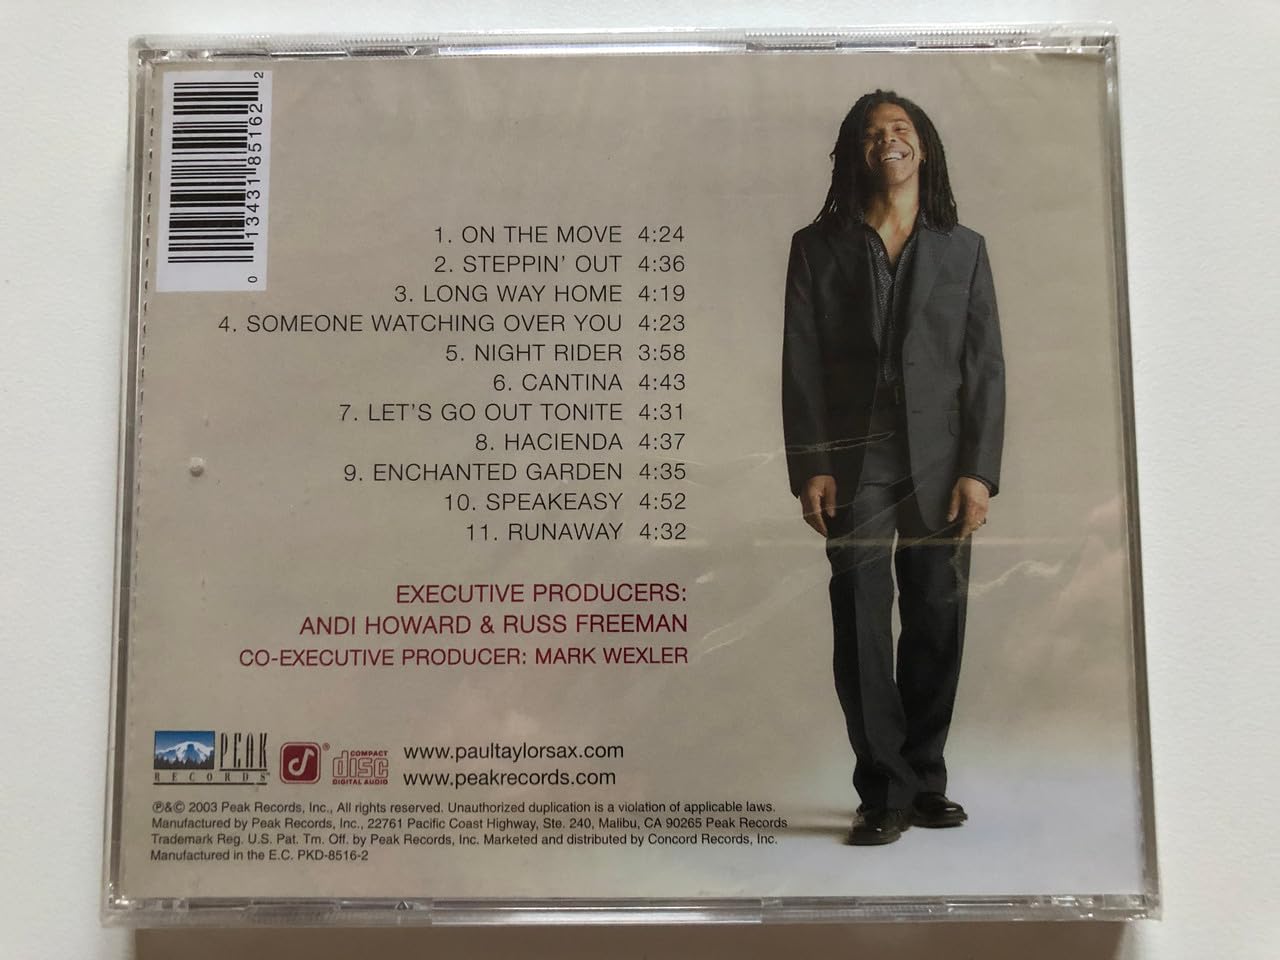 0 13431 85162 2
1. ON THE MOVE 4:24
2. STEPPIN' OUT 4:36
3. LONG WAY HOME 4:19
4. SOMEONE WATCHING OVER YOU 4:23
5. NIGHT RIDER 3:58
6. CANTINA 4:43
7. LET'S GO OUT TONITE 4:31
8. HACIENDA 4:37
9. ENCHANTED GARDEN 4:35
10. SPEAKEASY 4:52
11. RUNAWAY 4:32
EXECUTIVE PRODUCERS:
ANDI HOWARD & RUSS FREEMAN
CO-EXECUTIVE PRODUCER: MARK WEXLER
PEAK
RECORDS™
®
COMPACT
disc
DIGITAL AUDIO
www.paultaylorsax.com
www.peakrecords.com
℗&© 2003 Peak Records, Inc., All rights reserved. Unauthorized duplication is a violation of applicable laws.
Manufactured by Peak Records, Inc., 22761 Pacific Coast Highway, Ste. 240, Malibu, CA 90265 Peak Records
Trademark Reg. U.S. Pat. Tm. Off. by Peak Records, Inc. Marketed and distributed by Concord Records, Inc.
Manufactured in the E.C. PKD-8516-2